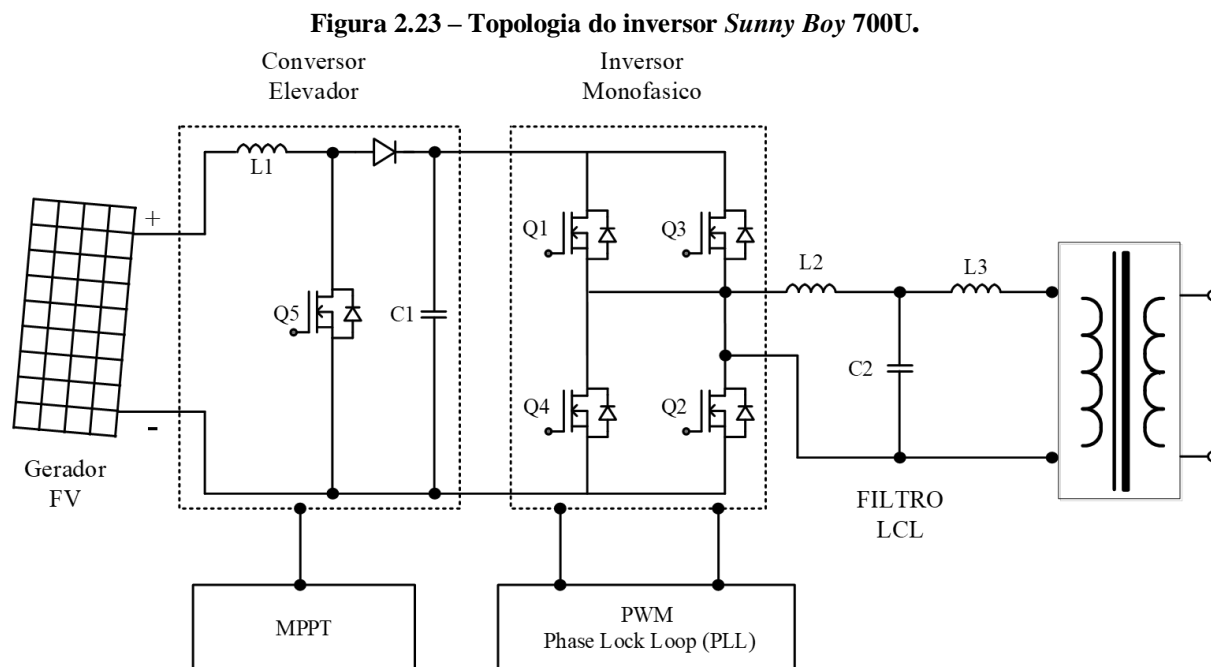 Figura 2.23 – Topologia do inversor Sunny Boy 700U.
Conversor
Elevador
Inversor
Monofasico
L1
+
Q1
Q3
L2
L3
Q5
C1
C2
Q4
Q2
-
Gerador
FV
FILTRO
LCL
MPPT
PWM
Phase Lock Loop (PLL)